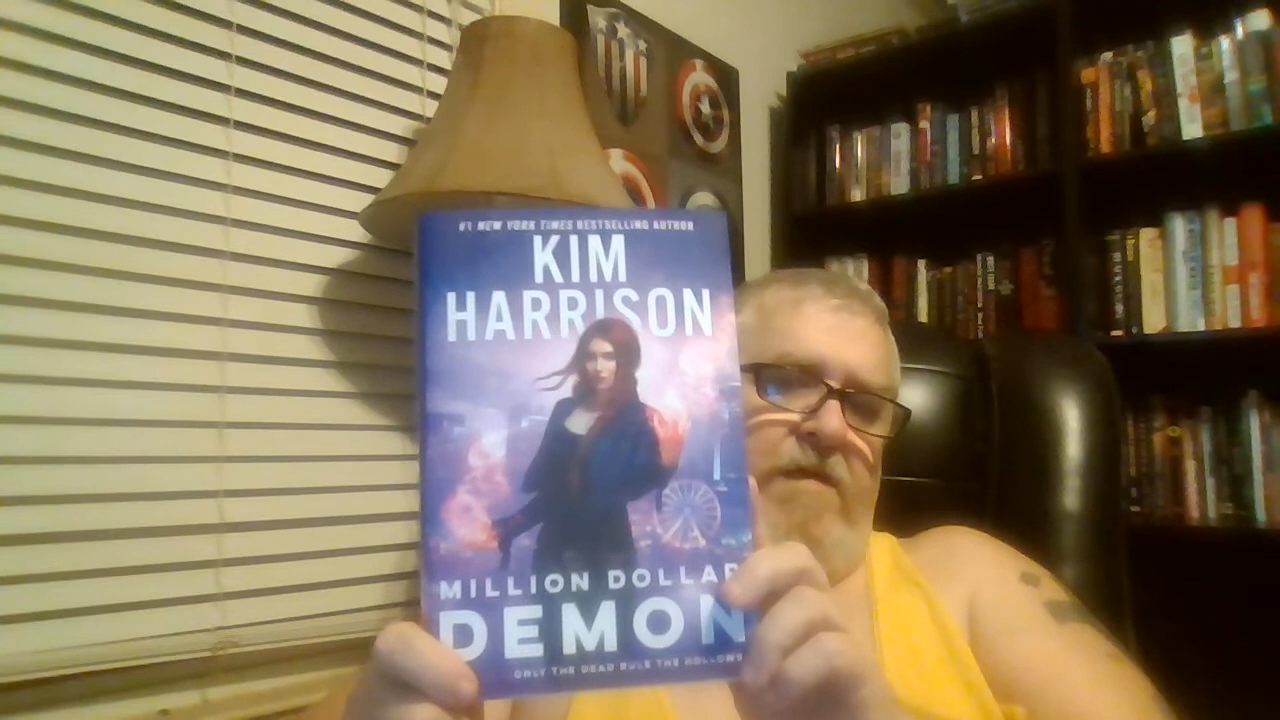 #1 NEW YORK TIMES BESTSELLING AUTHOR
KIM
HARRISON
MILLION DOLLAR
DEMON
ONLY THE DEAD RULE THE HOLLOWS